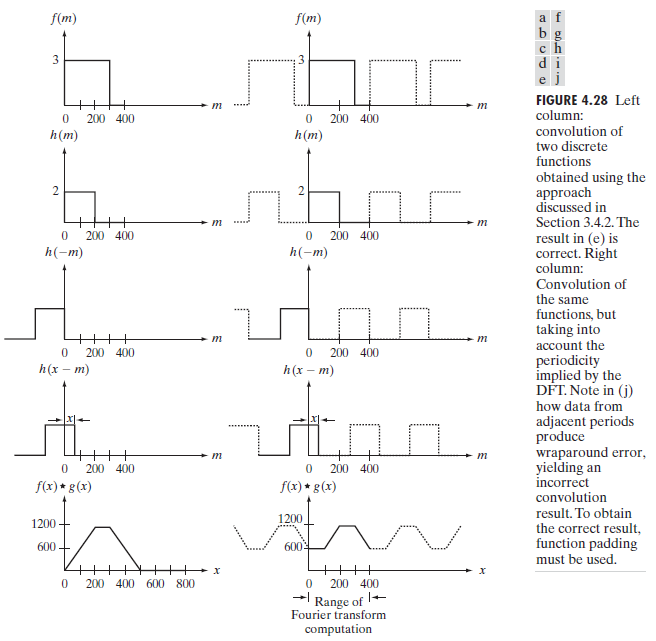 f(m)
3
m
0 200 400
f(m)
3
m
0 200 400
h(m)
2
m
0 200 400
h(m)
2
m
0 200 400
h(−m)
m
0 200 400
h(−m)
m
0 200 400
h(x − m)
x
m
0 200 400
h(x − m)
x
m
0 200 400
f(x) ★ g(x)
1200
600
x
0 200 400 600 800
f(x) ★ g(x)
1200
600
x
0 200 400
Range of
Fourier transform
computation
a f
b g
c h
d i
e j
FIGURE 4.28 Left
column:
convolution of
two discrete
functions
obtained using the
approach
discussed in
Section 3.4.2. The
result in (e) is
correct. Right
column:
Convolution of
the same
functions, but
taking into
account the
periodicity
implied by the
DFT. Note in (j)
how data from
adjacent periods
produce
wraparound error,
yielding an
incorrect
convolution
result. To obtain
the correct result,
function padding
must be used.